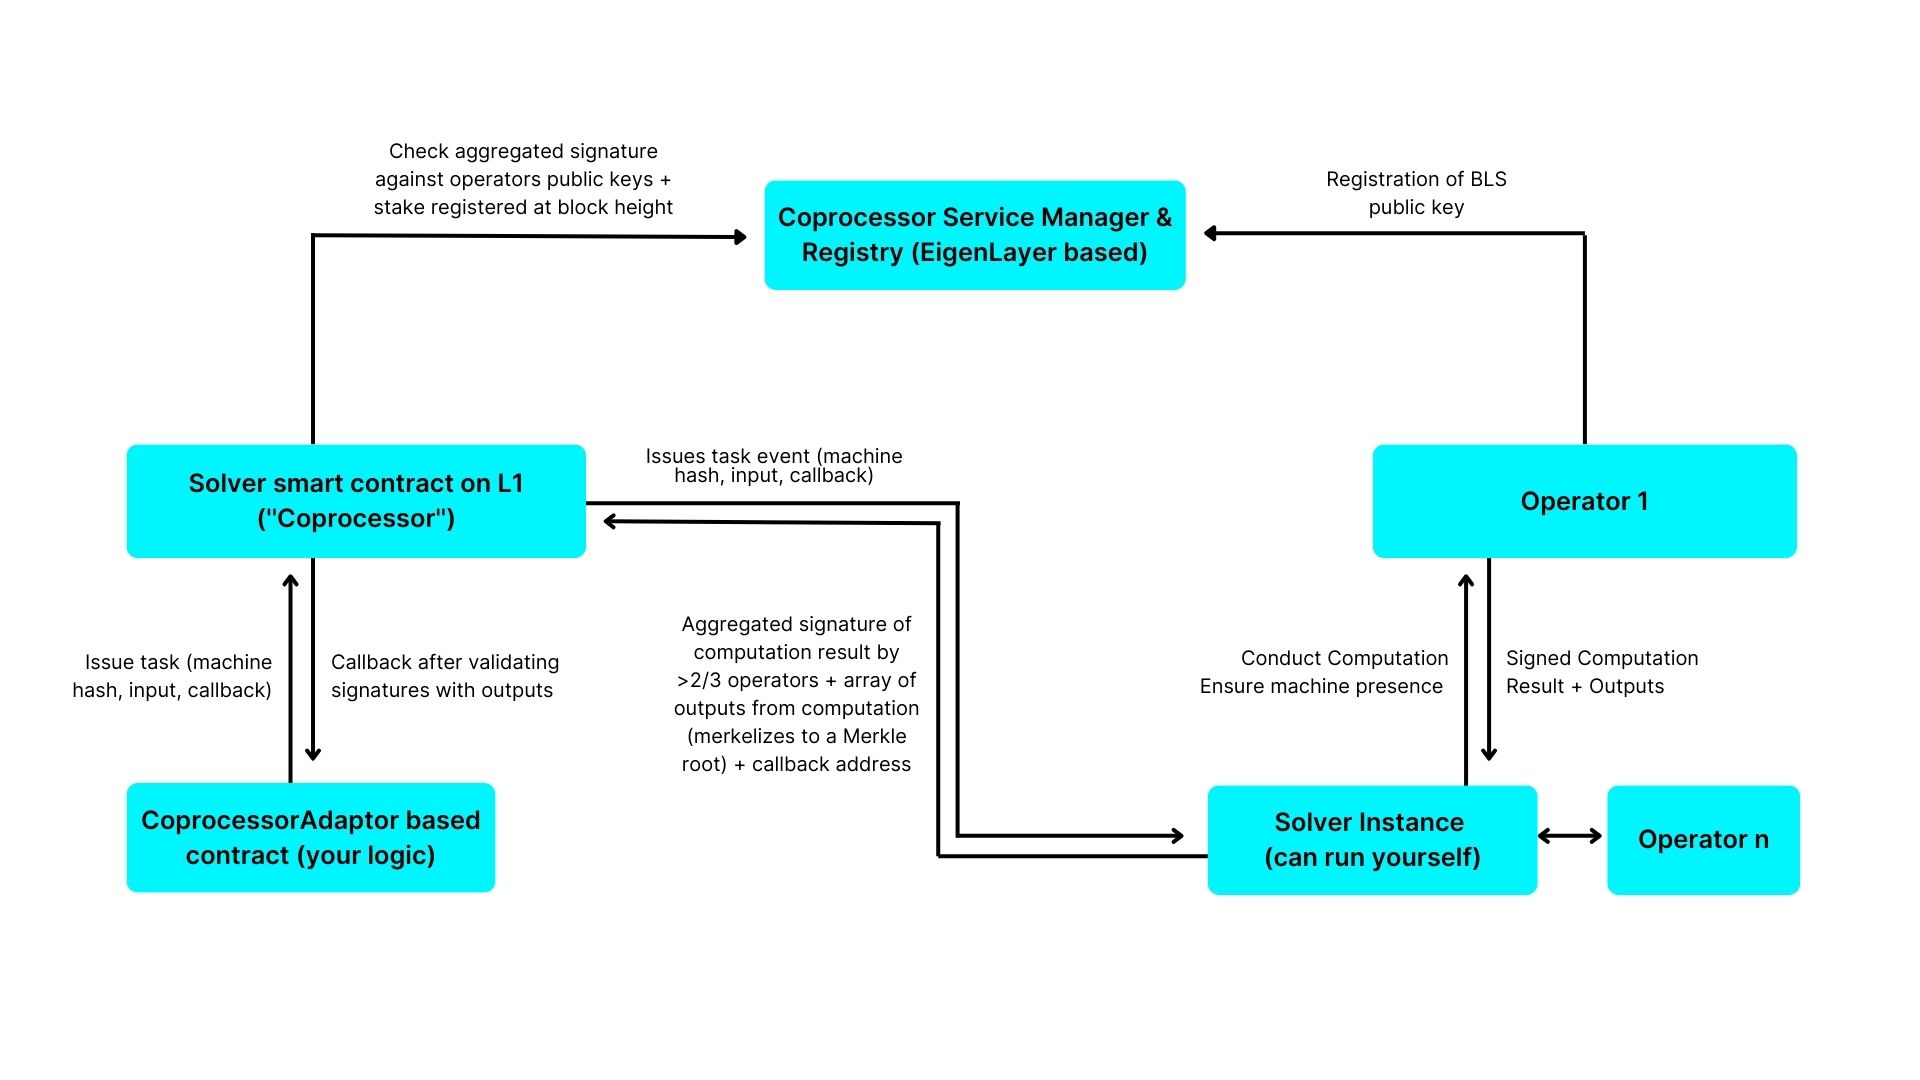 Check aggregated signature
against operators public keys +
stake registered at block height
Coprocessor Service Manager &
Registry (EigenLayer based)
Registration of BLS
public key
Solver smart contract on L1
("Coprocessor")
Issues task event (machine
hash, input, callback)
Operator 1
Issue task (machine
hash, input, callback)
Callback after validating
signatures with outputs
Aggregated signature of
computation result by
>2/3 operators + array of
outputs from computation
(merkelizes to a Merkle
root) + callback address
Conduct Computation
Ensure machine presence
Signed Computation
Result + Outputs
CoprocessorAdaptor based
contract (your logic)
Solver Instance
(can run yourself)
Operator n